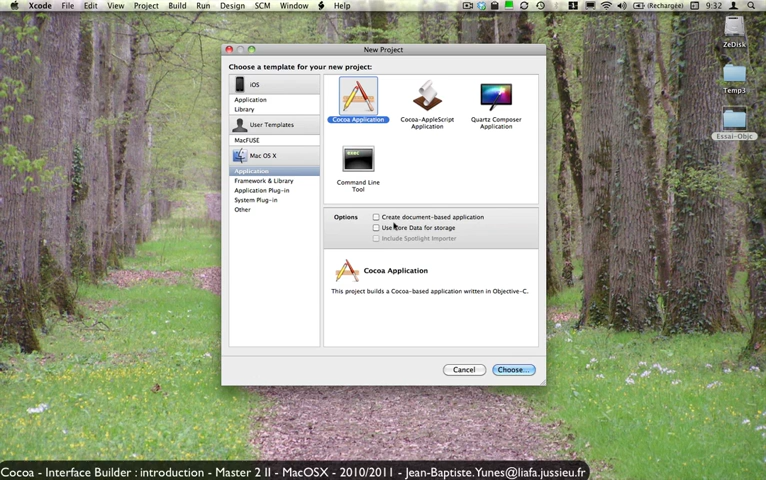 Xcode File Edit View Project Build Run Design SCM Window Help (Rechargée) 9:32
New Project
Choose a template for your new project:
iOS
Application
Library
User Templates
MacFUSE
Mac OS X
Application
Framework & Library
Application Plug-in
System Plug-in
Other
Cocoa Application
Cocoa-AppleScript
Application
Quartz Composer
Application
Command Line
Tool
Options
Create document-based application
Use Core Data for storage
Include Spotlight Importer
Cocoa Application
This project builds a Cocoa-based application written in Objective-C.
Cancel
Choose...
ZeDisk
Temp3
Essai-Objc
Cocoa - Interface Builder : introduction - Master 2 II - MacOSX - 2010/2011 - Jean-Baptiste.Yunes@liafa.jussieu.fr